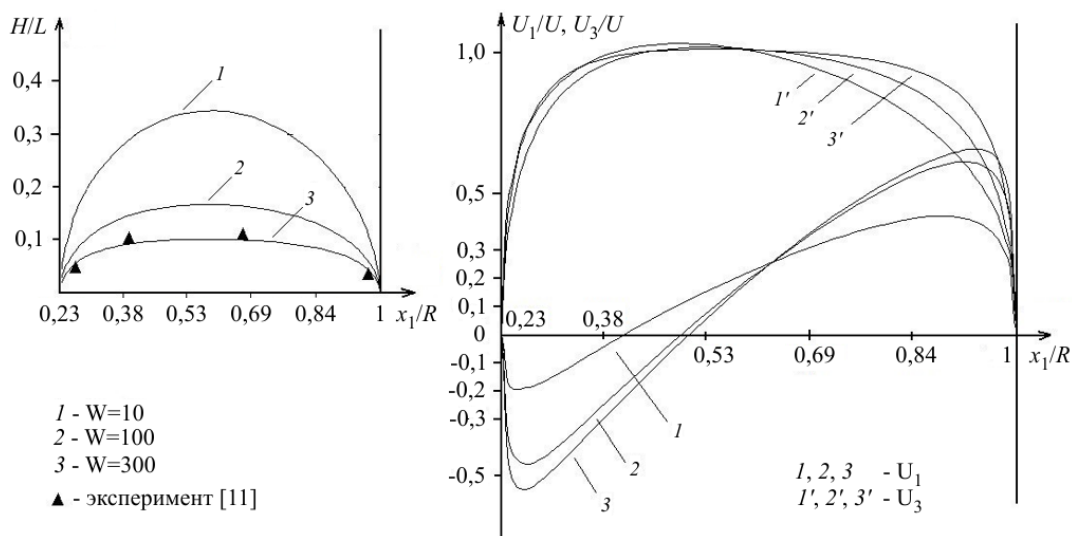 H/L
0,4
0,3
0,2
0,1
1
2
3
0,23 0,38 0,53 0,69 0,84 1 x₁/R
1 - W=10
2 - W=100
3 - W=300
▲ - эксперимент [11]
U₁/U, U₃/U
1,0
0,5
0,3
0,2
0,1
0
-0,1
-0,2
-0,3
-0,5
1'
2'
3'
0,23 0,38
0,53 0,69 0,84 1 x₁/R
1
2
3
1, 2, 3 - U₁
1', 2', 3' - U₃